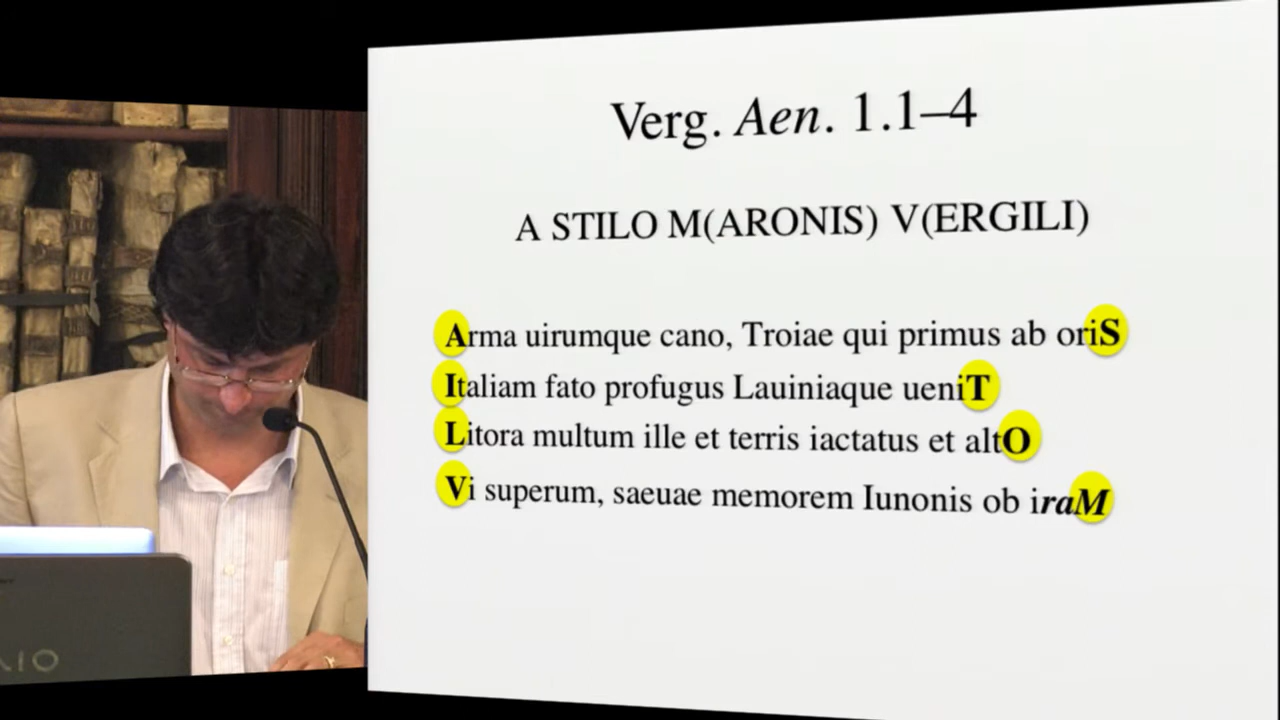 Verg. Aen. 1.1–4
A STILO M(ARONIS) V(ERGILI)
Arma uirumque cano, Troiae qui primus ab oriS
Italiam fato profugus Lauiniaque ueniT
Litora multum ille et terris iactatus et altO
Vi superum, saeuae memorem Iunonis ob iraM